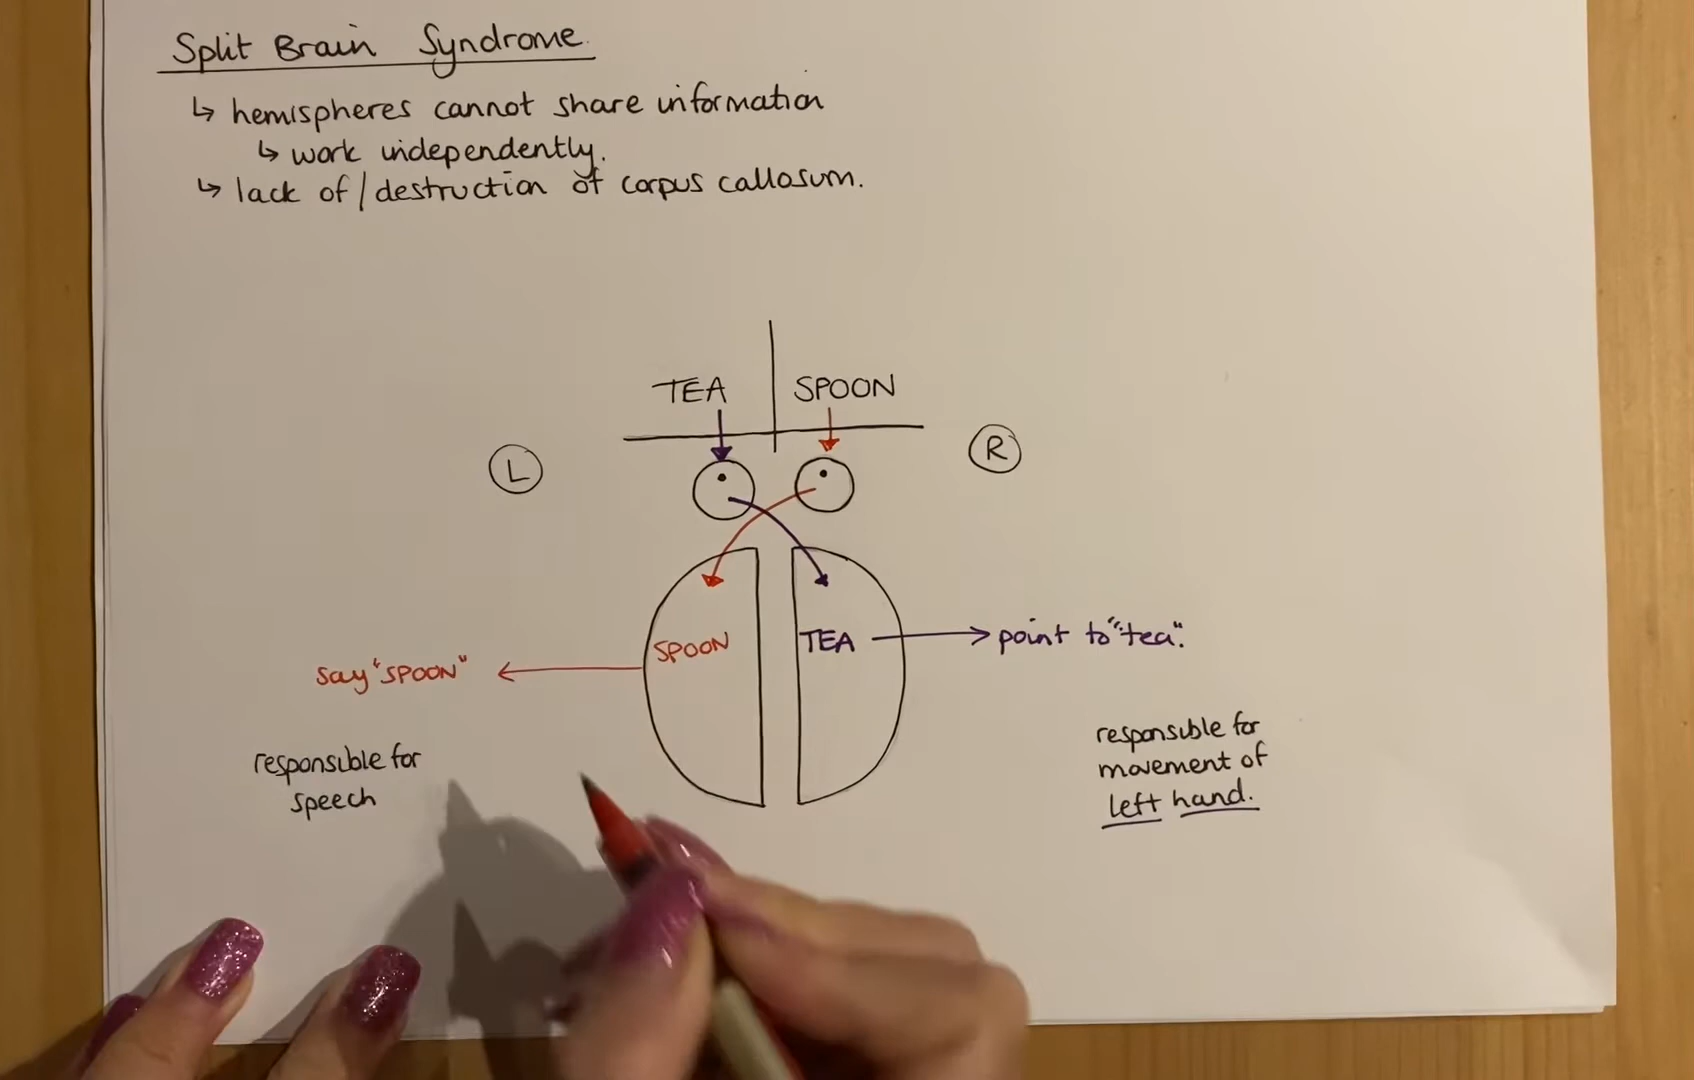 Split Brain Syndrome.
↳ hemispheres cannot share information
↳ work independently.
↳ lack of / destruction of corpus callosum.
TEA SPOON
L R
SPOON TEA → point to "tea".
say "SPOON" ←
responsible for
speech
responsible for
movement of
left hand.